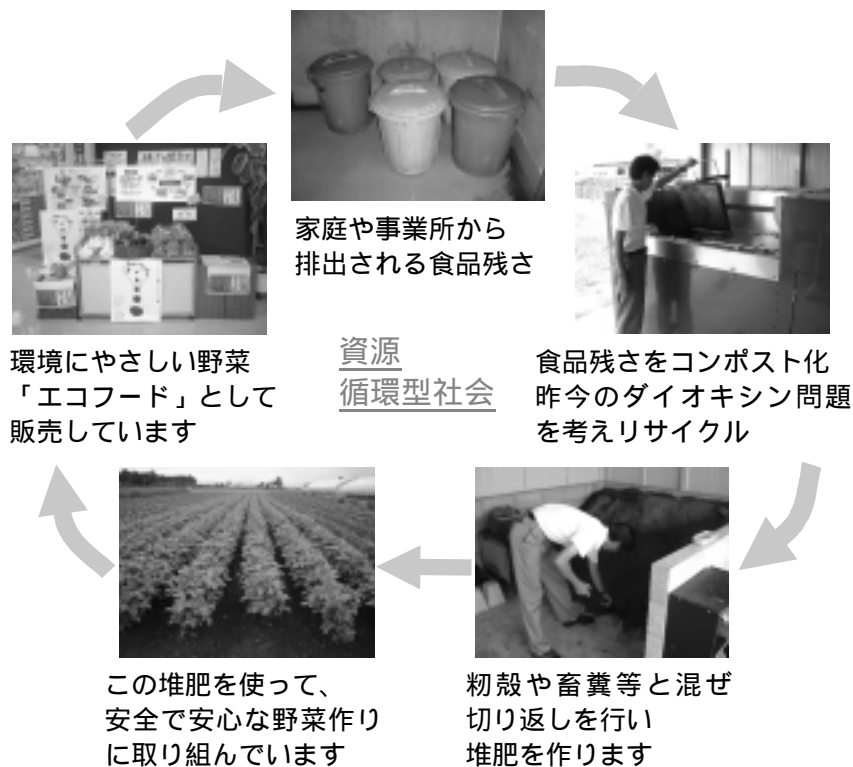 家庭や事業所から
排出される食品残さ
食品残さをコンポスト化
昨今のダイオキシン問題
を考えリサイクル
籾殻や畜糞等と混ぜ
切り返しを行い
堆肥を作ります
この堆肥を使って、
安全で安心な野菜作り
に取り組んでいます
環境にやさしい野菜
「エコフード」として
販売しています
資源
循環型社会